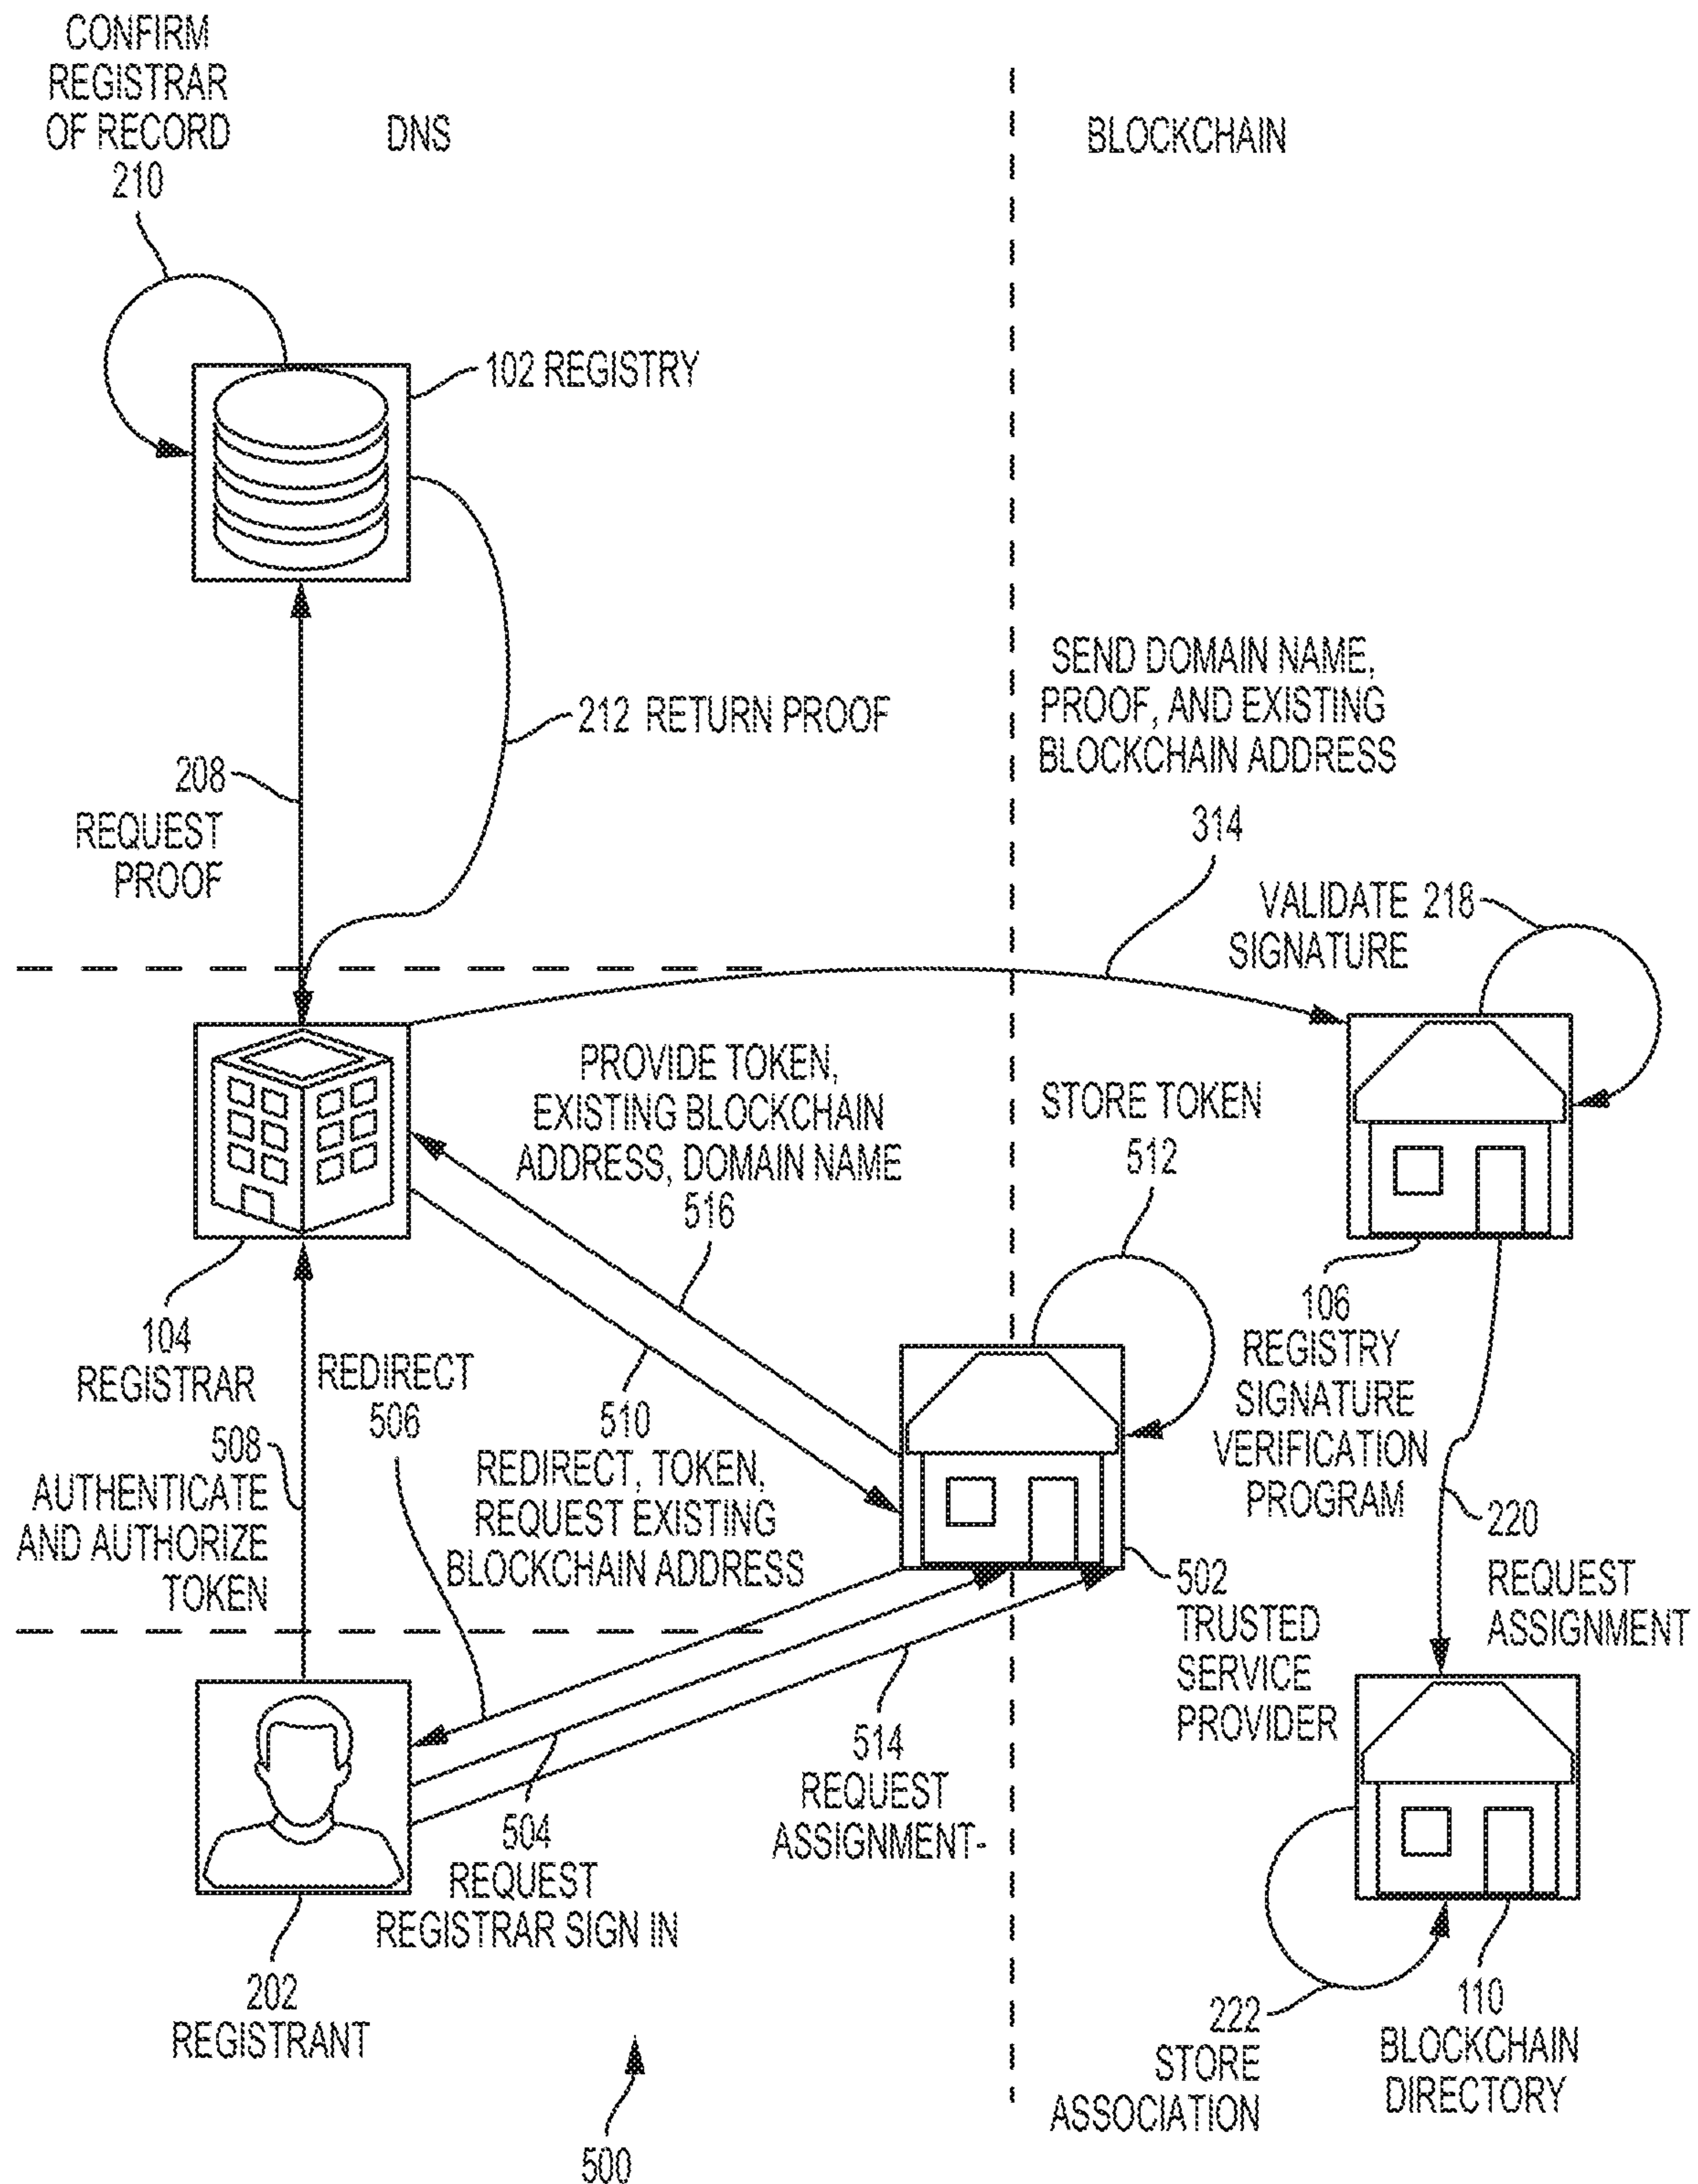 CONFIRM
REGISTRAR
OF RECORD
210
DNS
BLOCKCHAIN
102 REGISTRY
212 RETURN PROOF
208
REQUEST
PROOF
SEND DOMAIN NAME,
PROOF, AND EXISTING
BLOCKCHAIN ADDRESS
314
VALIDATE 218
SIGNATURE
PROVIDE TOKEN,
EXISTING BLOCKCHAIN
ADDRESS, DOMAIN NAME
516
STORE TOKEN
512
104
REGISTRAR
106
REGISTRY
SIGNATURE
VERIFICATION
PROGRAM
REDIRECT
506
510
REDIRECT, TOKEN,
REQUEST EXISTING
BLOCKCHAIN ADDRESS
508
AUTHENTICATE
AND AUTHORIZE
TOKEN
220
REQUEST
ASSIGNMENT
502
TRUSTED
SERVICE
PROVIDER
514
REQUEST
ASSIGNMENT-
504
REQUEST
REGISTRAR SIGN IN
202
REGISTRANT
222
STORE
ASSOCIATION
110
BLOCKCHAIN
DIRECTORY
500